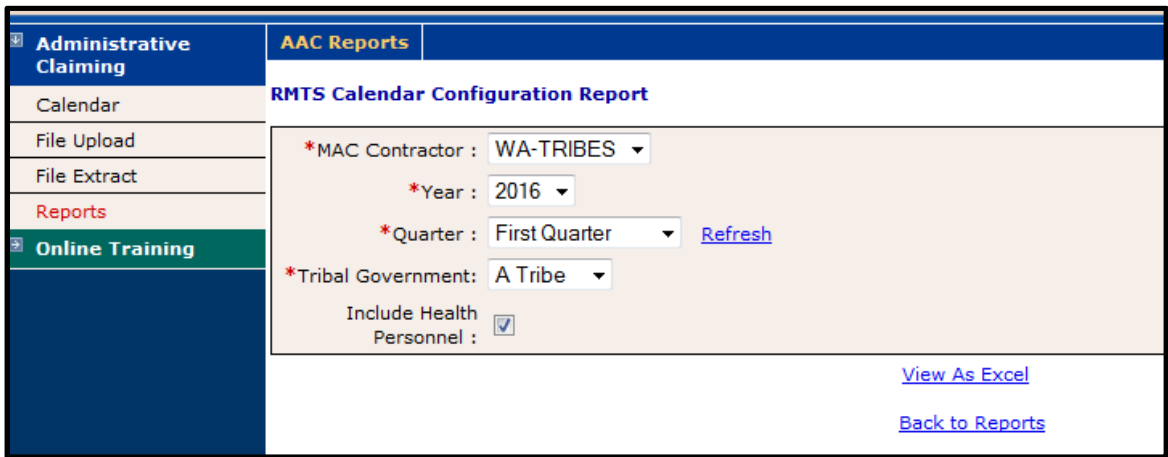 Administrative
Claiming
Calendar
File Upload
File Extract
Reports
Online Training
AAC Reports
RMTS Calendar Configuration Report
*MAC Contractor : WA-TRIBES
*Year : 2016
*Quarter : First Quarter Refresh
*Tribal Government: A Tribe
Include Health
Personnel :
View As Excel
Back to Reports